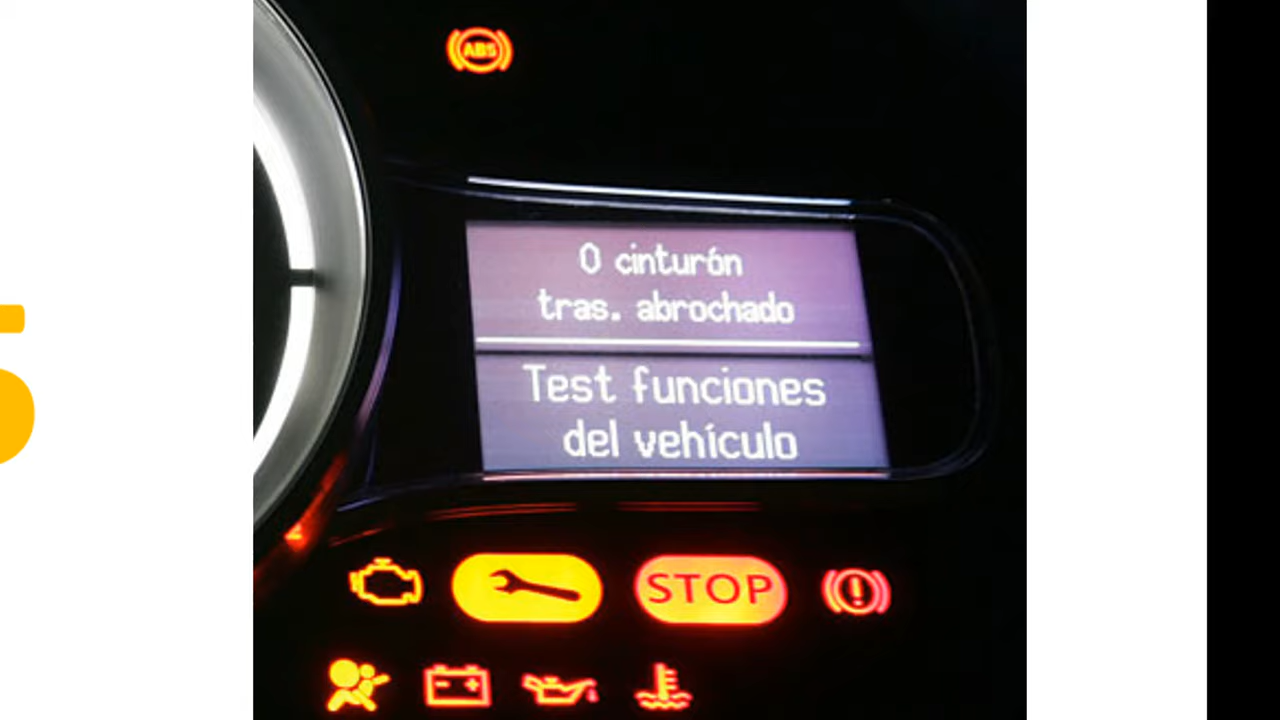 ABS
0 cinturón
tras. abrochado
Test funciones
del vehículo
STOP